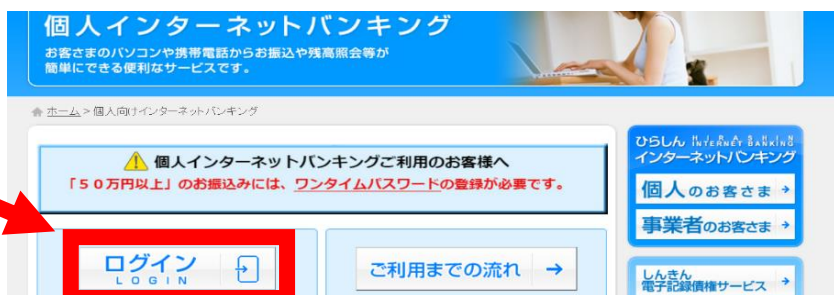 個人インターネットバンキング
お客さまのパソコンや携帯電話からお振込や残高照会等が
簡単にできる便利なサービスです。
ホーム > 個人向けインターネットバンキング
個人インターネットバンキングご利用のお客様へ
「５０万円以上」のお振込みには、ワンタイムパスワードの登録が必要です。
ログイン
LOGIN
ご利用までの流れ
ひらしん HIRASHIN INTERNET BANKING
インターネットバンキング
個人のお客さま
事業者のお客さま
しんきん
電子記録債権サービス